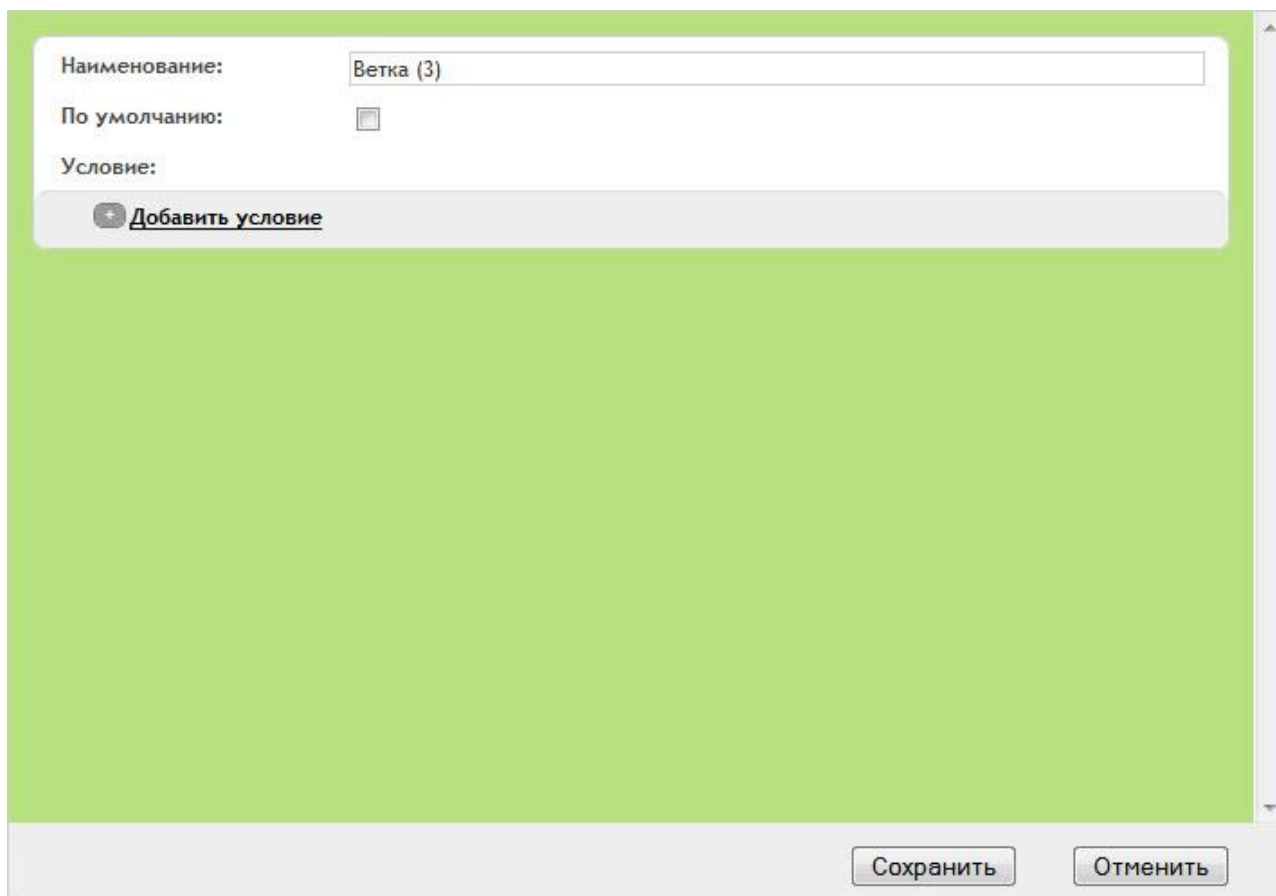 Наименование: Ветка (3)
По умолчанию:
Условие:
Добавить условие
Сохранить Отменить